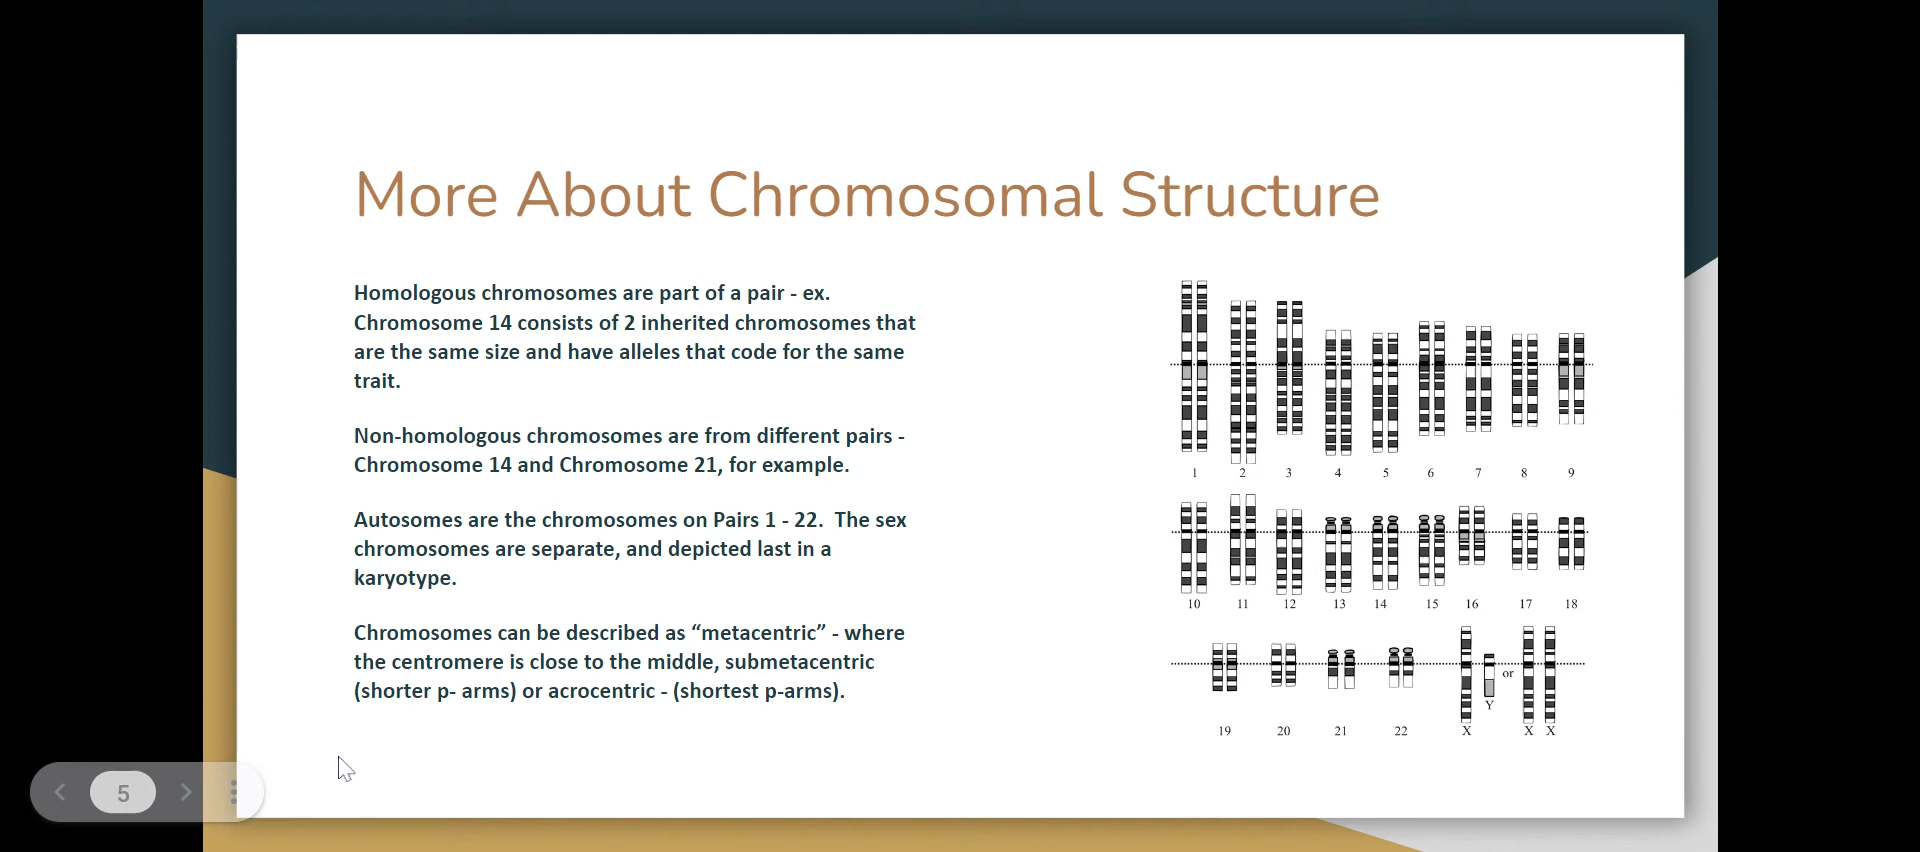 More About Chromosomal Structure
Homologous chromosomes are part of a pair - ex.
Chromosome 14 consists of 2 inherited chromosomes that
are the same size and have alleles that code for the same
trait.
Non-homologous chromosomes are from different pairs -
Chromosome 14 and Chromosome 21, for example.
Autosomes are the chromosomes on Pairs 1 - 22.  The sex
chromosomes are separate, and depicted last in a
karyotype.
Chromosomes can be described as “metacentric” - where
the centromere is close to the middle, submetacentric
(shorter p- arms) or acrocentric - (shortest p-arms).
1 2 3 4 5 6 7 8 9
10 11 12 13 14 15 16 17 18
or
Y
19 20 21 22 X X X
5